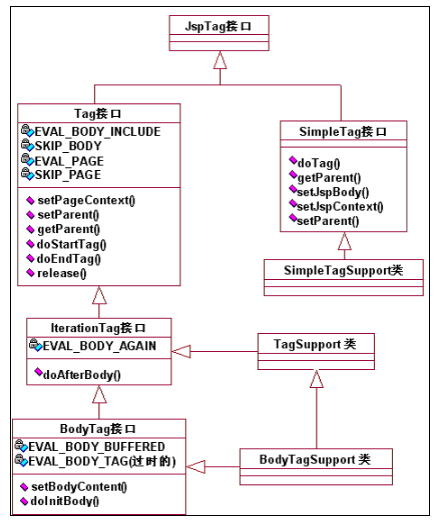 JspTag接口
Tag接口
EVAL_BODY_INCLUDE
SKIP_BODY
EVAL_PAGE
SKIP_PAGE
setPageContext()
setParent()
getParent()
doStartTag()
doEndTag()
release()
SimpleTag接口
doTag()
getParent()
setJspBody()
setJspContext()
setParent()
SimpleTagSupport类
IterationTag接口
EVAL_BODY_AGAIN
doAfterBody()
TagSupport 类
BodyTag接口
EVAL_BODY_BUFFERED
EVAL_BODY_TAG(过时的)
setBodyContent()
doInitBody()
BodyTagSupport 类